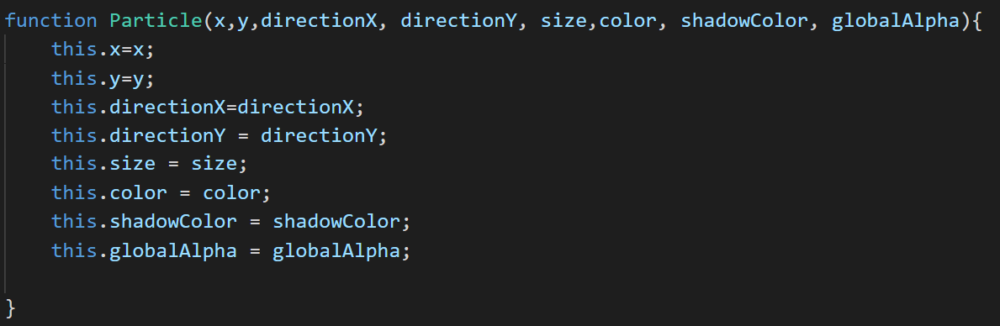 function Particle(x,y,directionX, directionY, size,color, shadowColor, globalAlpha){
    this.x=x;
    this.y=y;
    this.directionX=directionX;
    this.directionY = directionY;
    this.size = size;
    this.color = color;
    this.shadowColor = shadowColor;
    this.globalAlpha = globalAlpha;

}